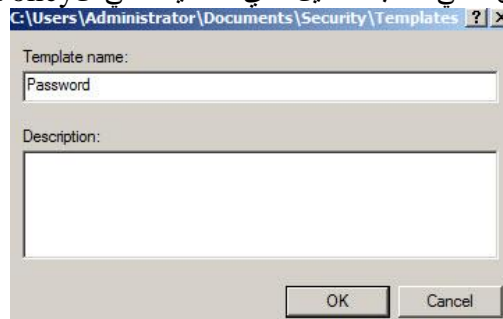 C:\Users\Administrator\Documents\Security\Templates
Template name:
Password
Description:
OK Cancel